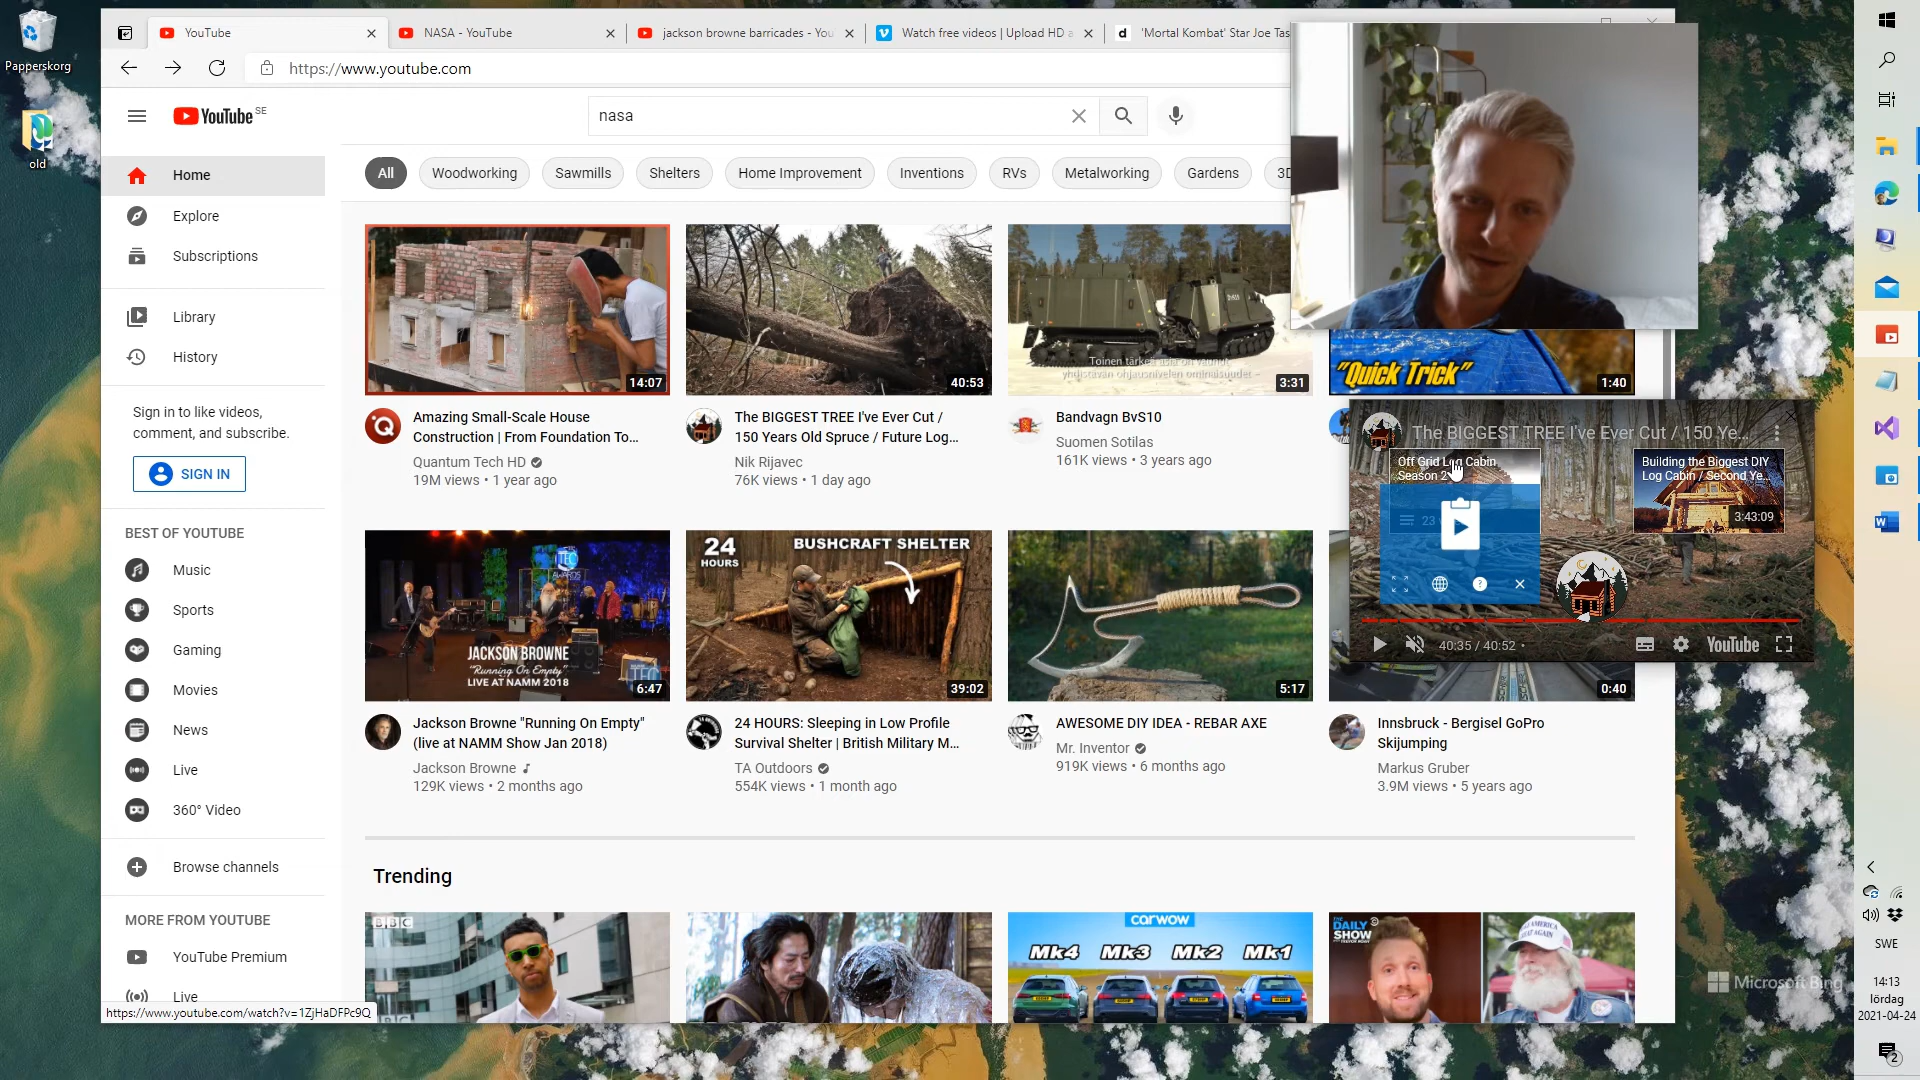 Papperskorg
old
YouTube
NASA - YouTube
jackson browne barricades - You
Watch free videos | Upload HD a
'Mortal Kombat' Star Joe Tas
https://www.youtube.com
YouTube SE
nasa
Home
Explore
Subscriptions
Library
History
Sign in to like videos,
comment, and subscribe.
SIGN IN
BEST OF YOUTUBE
Music
Sports
Gaming
Movies
News
Live
360° Video
Browse channels
MORE FROM YOUTUBE
YouTube Premium
Live
https://www.youtube.com/watch?v=1ZjHaDFPc9Q
All
Woodworking
Sawmills
Shelters
Home Improvement
Inventions
RVs
Metalworking
Gardens
3D
14:07
Amazing Small-Scale House
Construction | From Foundation To...
Quantum Tech HD
19M views • 1 year ago
40:53
The BIGGEST TREE I've Ever Cut /
150 Years Old Spruce / Future Log...
Nik Rijavec
76K views • 1 day ago
3:31
Bandvagn BvS10
Suomen Sotilas
161K views • 3 years ago
"Quick Trick"
1:40
The BIGGEST TREE I've Ever Cut / 150 Ye...
Off Grid Log Cabin
Season 2
23
Building the Biggest DIY
Log Cabin / Second Ye...
3:43:09
40:35 / 40:52 •
YouTube
JACKSON BROWNE
"Running On Empty"
LIVE AT NAMM 2018
6:47
Jackson Browne "Running On Empty"
(live at NAMM Show Jan 2018)
Jackson Browne
129K views • 2 months ago
24
HOURS
BUSHCRAFT SHELTER
39:02
24 HOURS: Sleeping in Low Profile
Survival Shelter | British Military M...
TA Outdoors
554K views • 1 month ago
5:17
AWESOME DIY IDEA - REBAR AXE
Mr. Inventor
919K views • 6 months ago
0:40
Innsbruck - Bergisel GoPro
Skijumping
Markus Gruber
3.9M views • 5 years ago
Trending
BBC
carwow
Mk4 Mk3 Mk2 Mk1
THE
DAILY
SHOW
Microsoft Bing
SWE
14:13
lördag
2021-04-24
2